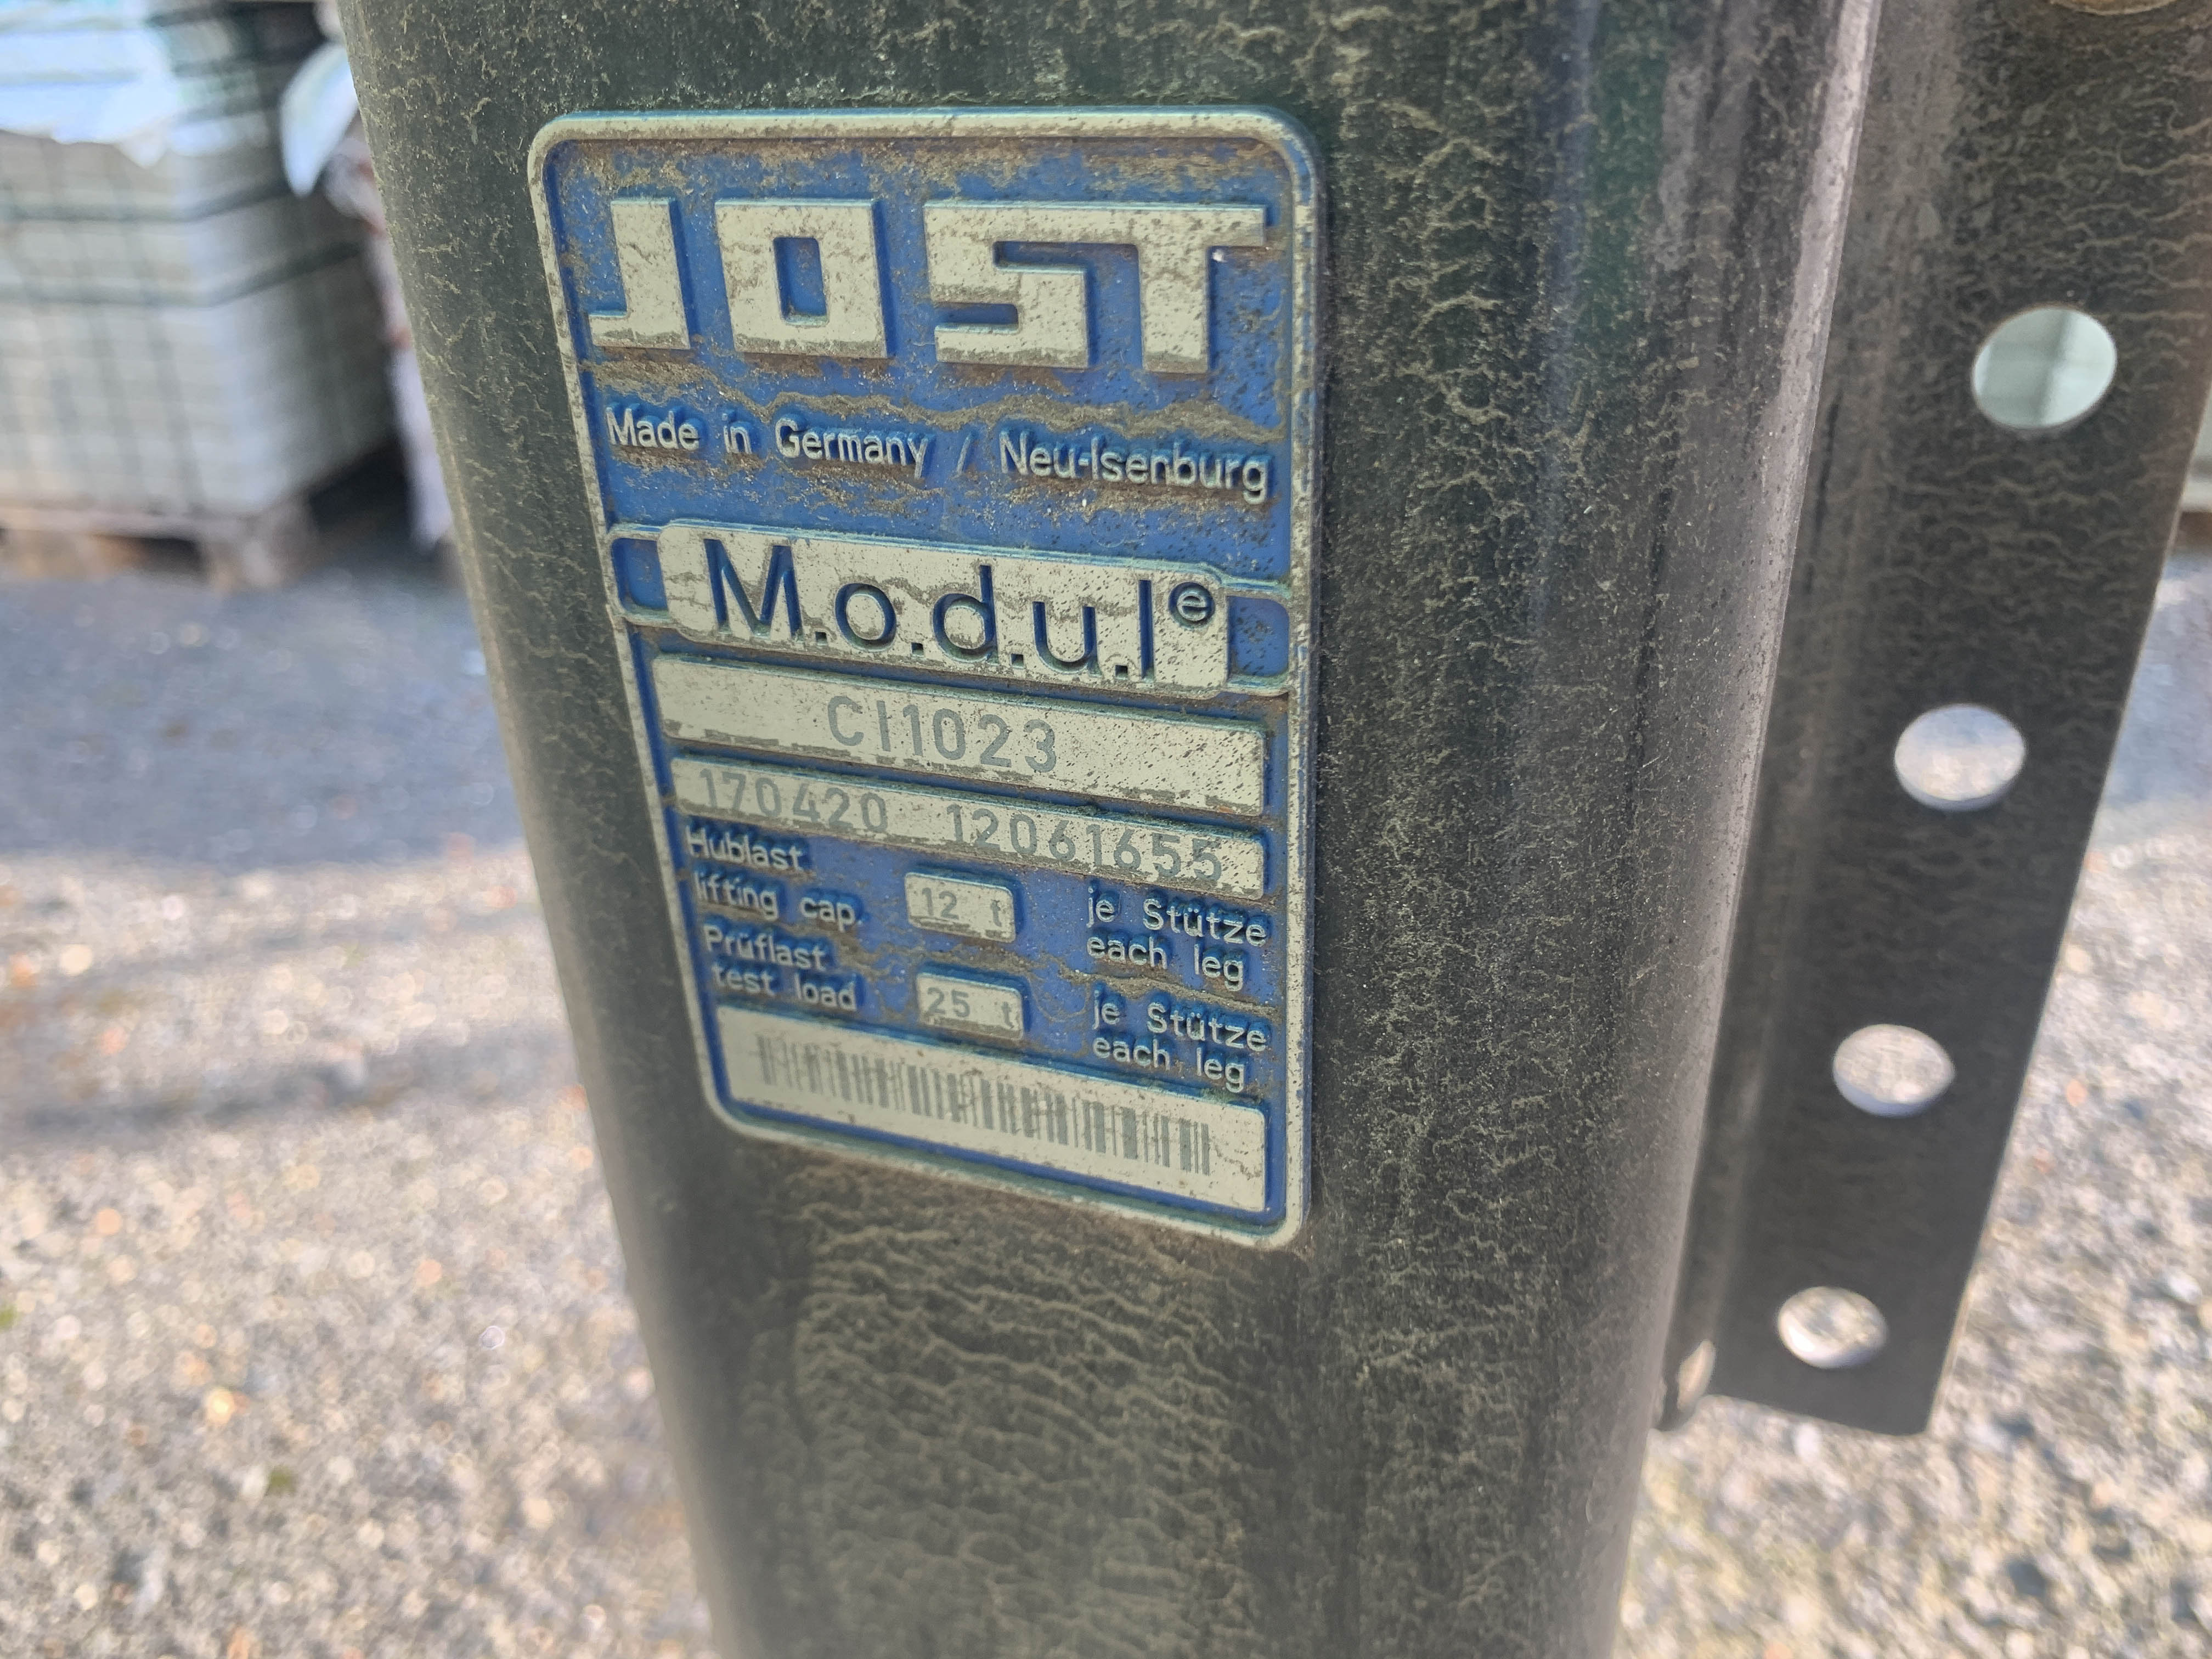 JOST
Made in Germany / Neu-Isenburg
M.o.d.u.l®
CI1023
170420 12061655
Hublast
lifting cap. 12 t je Stütze
each leg
Prüflast
test load 25 t je Stütze
each leg